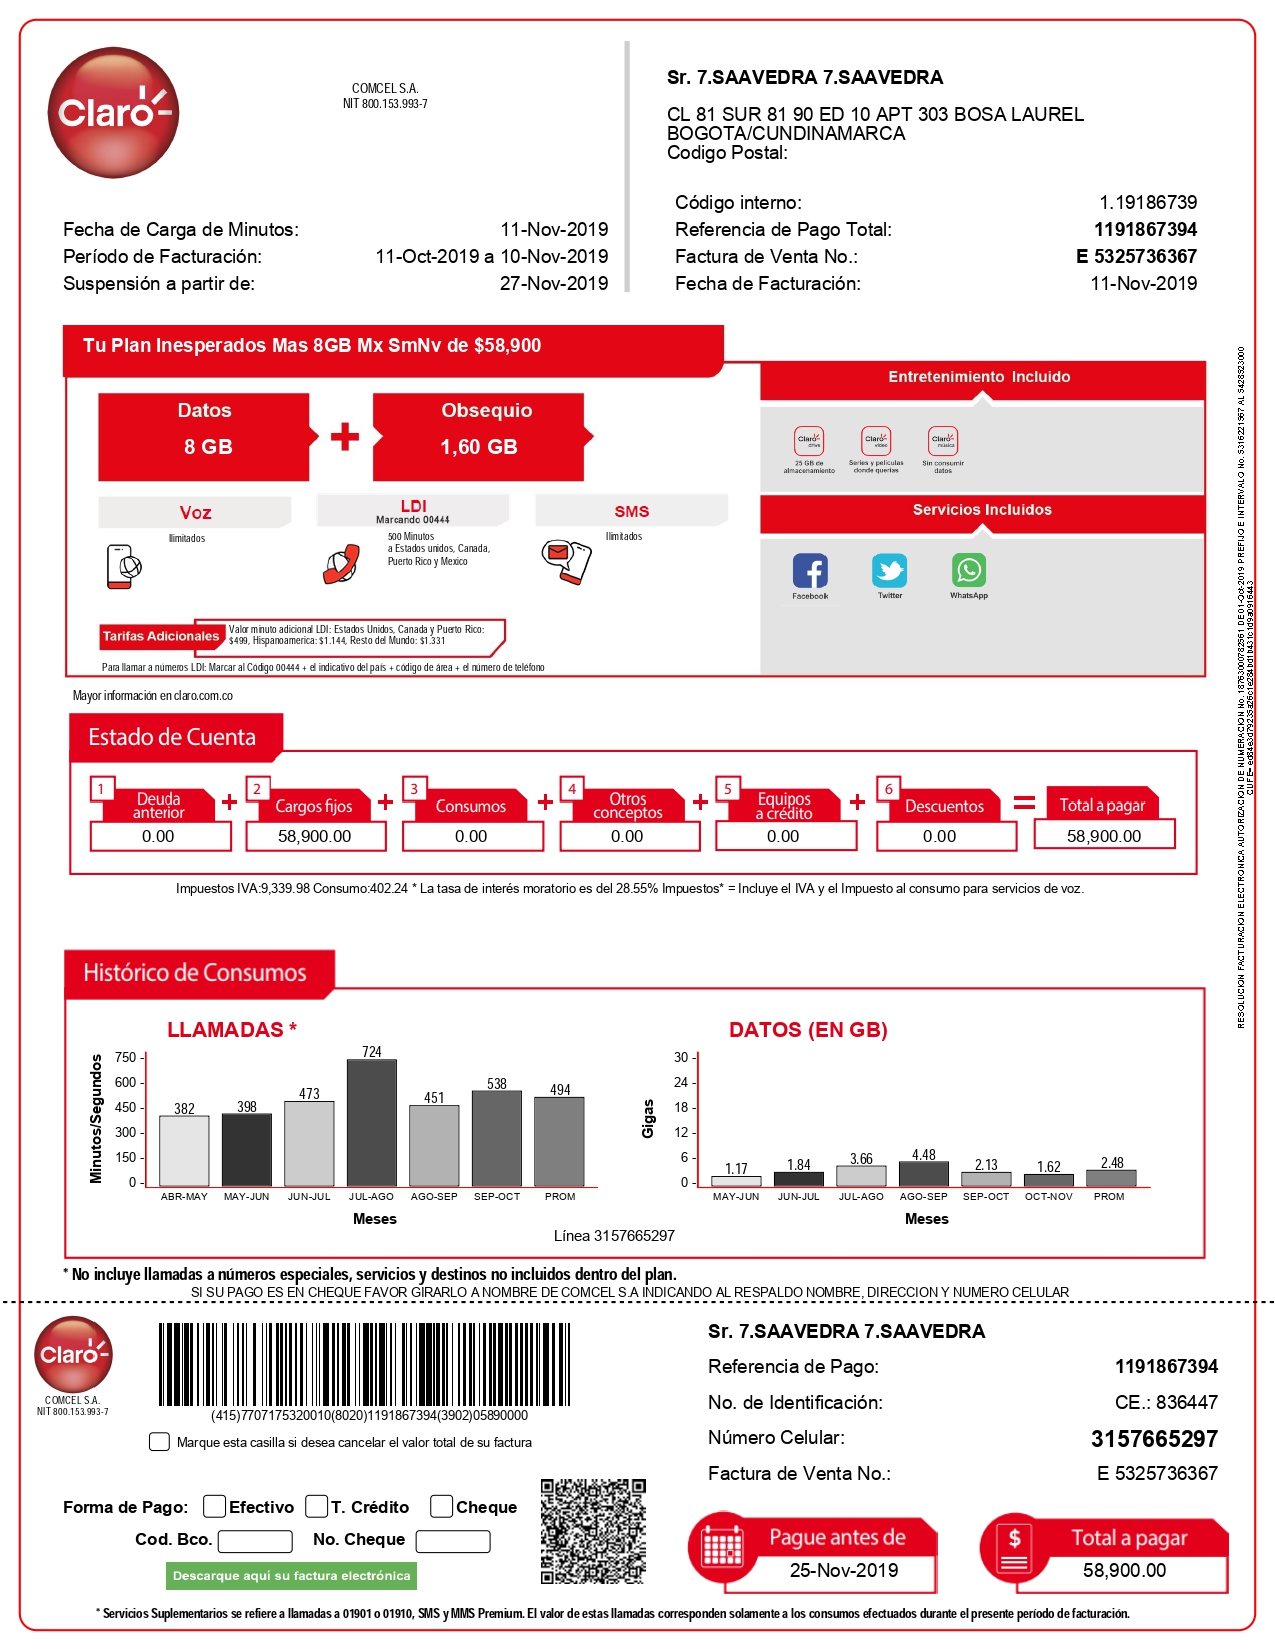 Claro
COMCEL S.A.
NIT 800.153.993-7
Sr. 7.SAAVEDRA 7.SAAVEDRA
CL 81 SUR 81 90 ED 10 APT 303 BOSA LAUREL
BOGOTA/CUNDINAMARCA
Codigo Postal:
Fecha de Carga de Minutos: 11-Nov-2019
Período de Facturación: 11-Oct-2019 a 10-Nov-2019
Suspensión a partir de: 27-Nov-2019
Código interno: 1.19186739
Referencia de Pago Total: 1191867394
Factura de Venta No.: E 5325736367
Fecha de Facturación: 11-Nov-2019
Tu Plan Inesperados Mas 8GB Mx SmNv de $58,900
Datos
8 GB
+
Obsequio
1,60 GB
Voz
Ilimitados
LDI
Marcando 00444
500 Minutos
a Estados unidos, Canada,
Puerto Rico y Mexico
SMS
Ilimitados
Tarifas Adicionales
Valor minuto adicional LDI: Estados Unidos, Canada y Puerto Rico:
$499, Hispanoamerica: $1.144, Resto del Mundo: $1.331
Para llamar a números LDI: Marcar al Código 00444 + el indicativo del país + código de área + el número de teléfono
Entretenimiento Incluido
Claro drive
25 GB de
almacenamiento
Claro video
Series y películas
donde quieras
Claro música
Sin consumir
datos
Servicios Incluidos
Facebook
Twitter
WhatsApp
Mayor información en claro.com.co
Estado de Cuenta
1 Deuda anterior + 2 Cargos fijos + 3 Consumos + 4 Otros conceptos + 5 Equipos a crédito + 6 Descuentos = Total a pagar
0.00 58,900.00 0.00 0.00 0.00 0.00 58,900.00
Impuestos IVA:9,339.98 Consumo:402.24 * La tasa de interés moratorio es del 28.55% Impuestos* = Incluye el IVA y el Impuesto al consumo para servicios de voz.
Histórico de Consumos
LLAMADAS *
Minutos/Segundos
750 -
600 -
450 -
300 -
150 -
0 -
382 398 473 724 451 538 494
ABR-MAY MAY-JUN JUN-JUL JUL-AGO AGO-SEP SEP-OCT PROM
Meses
DATOS (EN GB)
Gigas
30 -
24 -
18 -
12 -
6 -
0 -
1.17 1.84 3.66 4.48 2.13 1.62 2.48
MAY-JUN JUN-JUL JUL-AGO AGO-SEP SEP-OCT OCT-NOV PROM
Meses
Línea 3157665297
* No incluye llamadas a números especiales, servicios y destinos no incluidos dentro del plan.
SI SU PAGO ES EN CHEQUE FAVOR GIRARLO A NOMBRE DE COMCEL S.A INDICANDO AL RESPALDO NOMBRE, DIRECCION Y NUMERO CELULAR
RESOLUCION FACTURACION ELECTRONICA AUTORIZACION DE NUMERACION No. 18763000782561 DE 01-Oct-2019 PREFIJO E INTERVALO No. 5316221367 AL 5428523000
Claro
COMCEL S.A.
NIT 800.153.993-7
(415)7707175320010(8020)1191867394(3902)05890000
Marque esta casilla si desea cancelar el valor total de su factura
Forma de Pago: Efectivo T. Crédito Cheque
Cod. Bco. No. Cheque
Descarque aquí su factura electrónica
Sr. 7.SAAVEDRA 7.SAAVEDRA
Referencia de Pago: 1191867394
No. de Identificación: CE.: 836447
Número Celular: 3157665297
Factura de Venta No.: E 5325736367
Pague antes de
25-Nov-2019
$
Total a pagar
58,900.00
* Servicios Suplementarios se refiere a llamadas a 01901 o 01910, SMS y MMS Premium. El valor de estas llamadas corresponden solamente a los consumos efectuados durante el presente período de facturación.